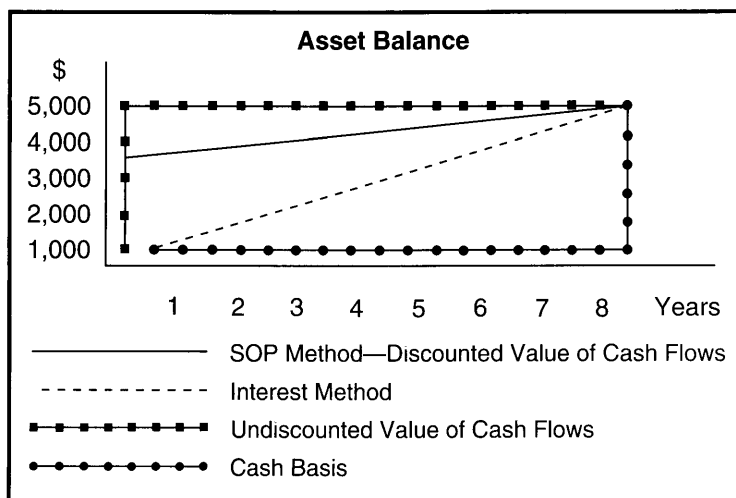 Asset Balance
$
5,000
4,000
3,000
2,000
1,000
1 2 3 4 5 6 7 8 Years
SOP Method—Discounted Value of Cash Flows
Interest Method
Undiscounted Value of Cash Flows
Cash Basis